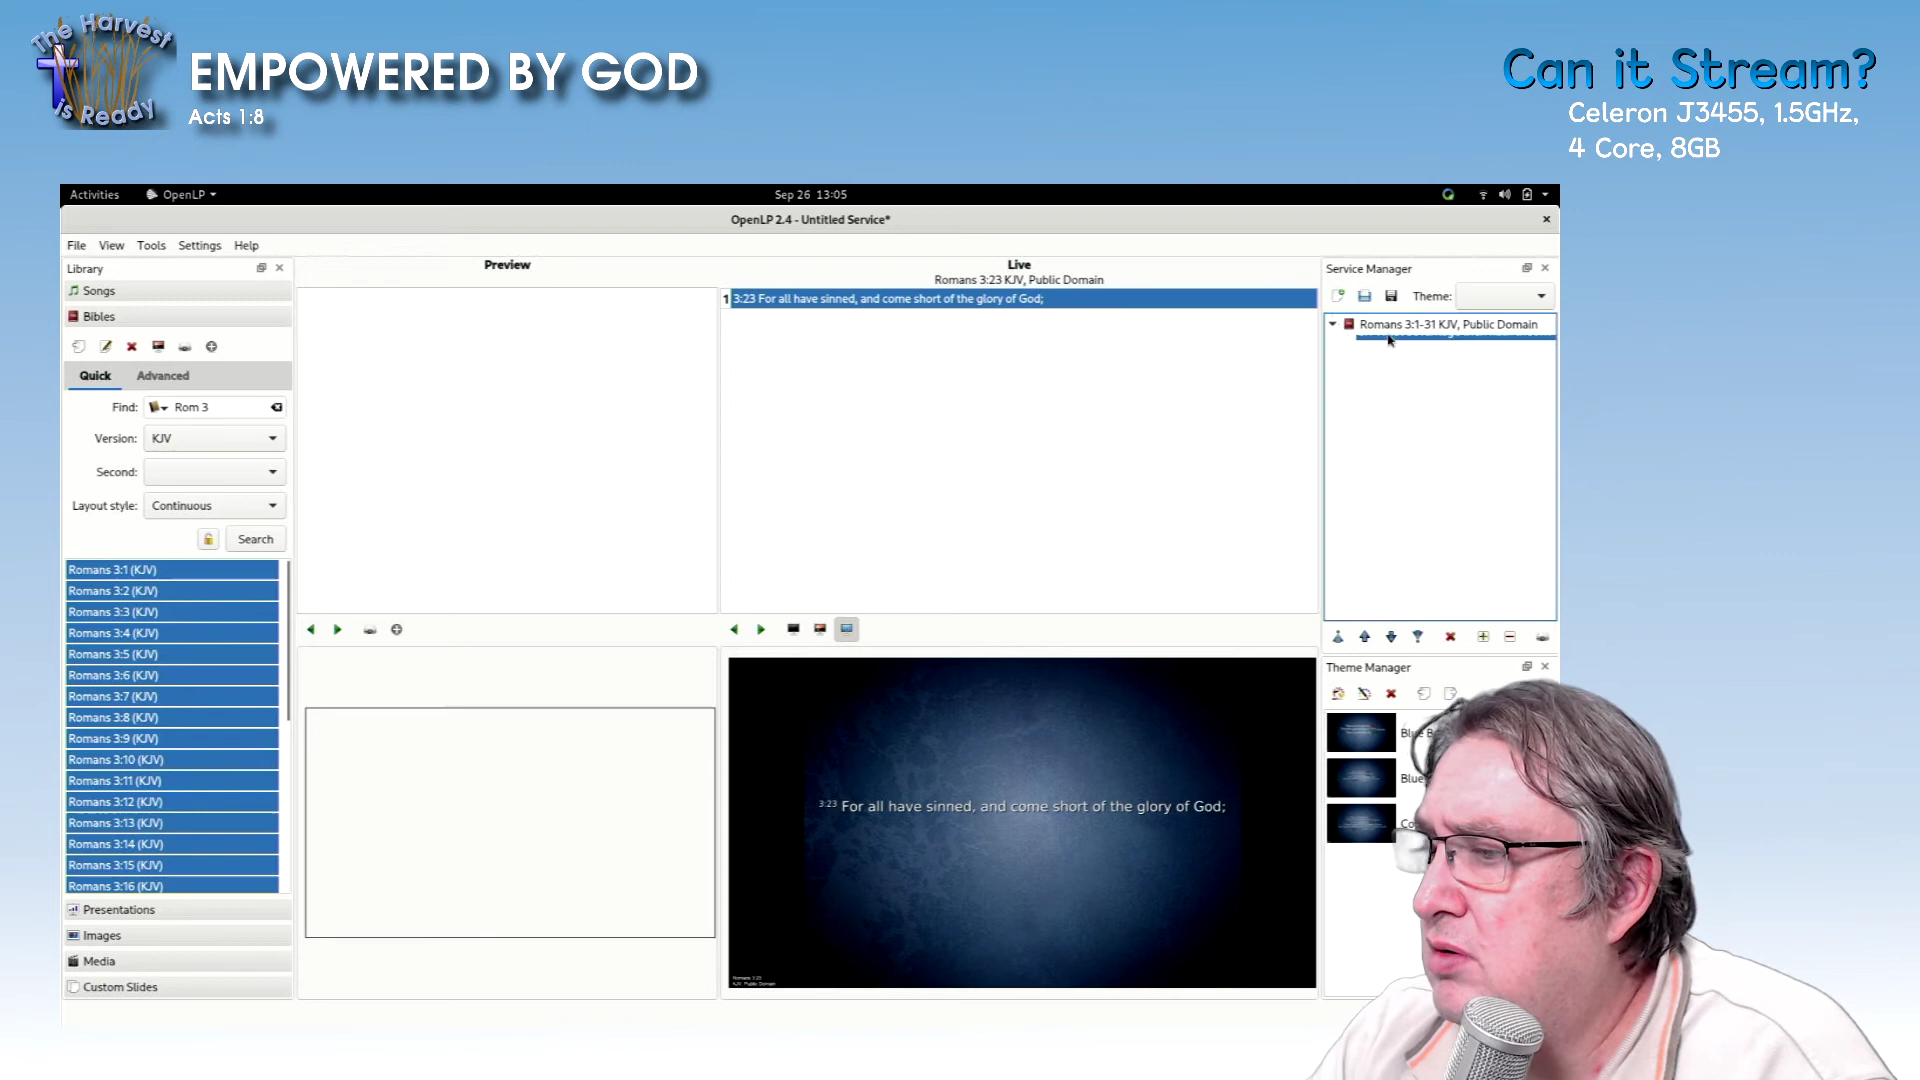 The Harvest
is Ready
EMPOWERED BY GOD
Acts 1:8
Can it Stream?
Celeron J3455, 1.5GHz,
4 Core, 8GB
Activities
OpenLP
Sep 26 13:05
OpenLP 2.4 - Untitled Service*
File View Tools Settings Help
Library
Songs
Bibles
Quick Advanced
Find: Rom 3
Version: KJV
Second:
Layout style: Continuous
Search
Romans 3:1 (KJV)
Romans 3:2 (KJV)
Romans 3:3 (KJV)
Romans 3:4 (KJV)
Romans 3:5 (KJV)
Romans 3:6 (KJV)
Romans 3:7 (KJV)
Romans 3:8 (KJV)
Romans 3:9 (KJV)
Romans 3:10 (KJV)
Romans 3:11 (KJV)
Romans 3:12 (KJV)
Romans 3:13 (KJV)
Romans 3:14 (KJV)
Romans 3:15 (KJV)
Romans 3:16 (KJV)
Presentations
Images
Media
Custom Slides
Preview
Live
Romans 3:23 KJV, Public Domain
1 3:23 For all have sinned, and come short of the glory of God;
3:23 For all have sinned, and come short of the glory of God;
Romans 3:23
KJV, Public Domain
Service Manager
Theme:
Romans 3:1-31 KJV, Public Domain
Theme Manager
Blue B
Blue
Co